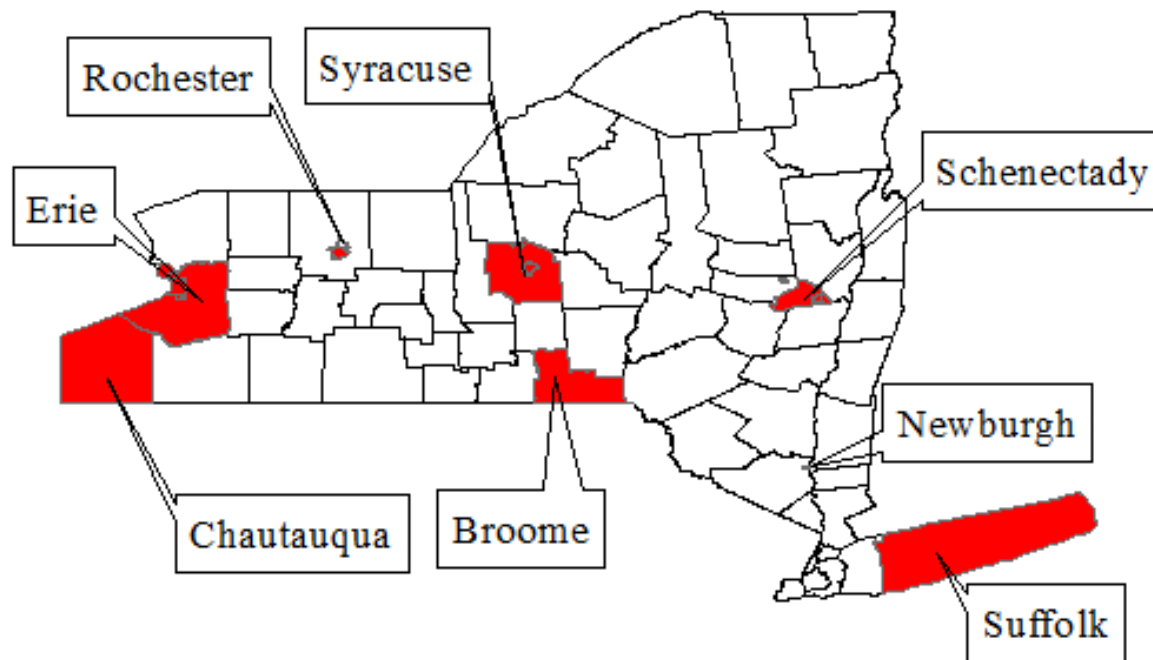 Rochester
Syracuse
Schenectady
Erie
Newburgh
Chautauqua
Broome
Suffolk